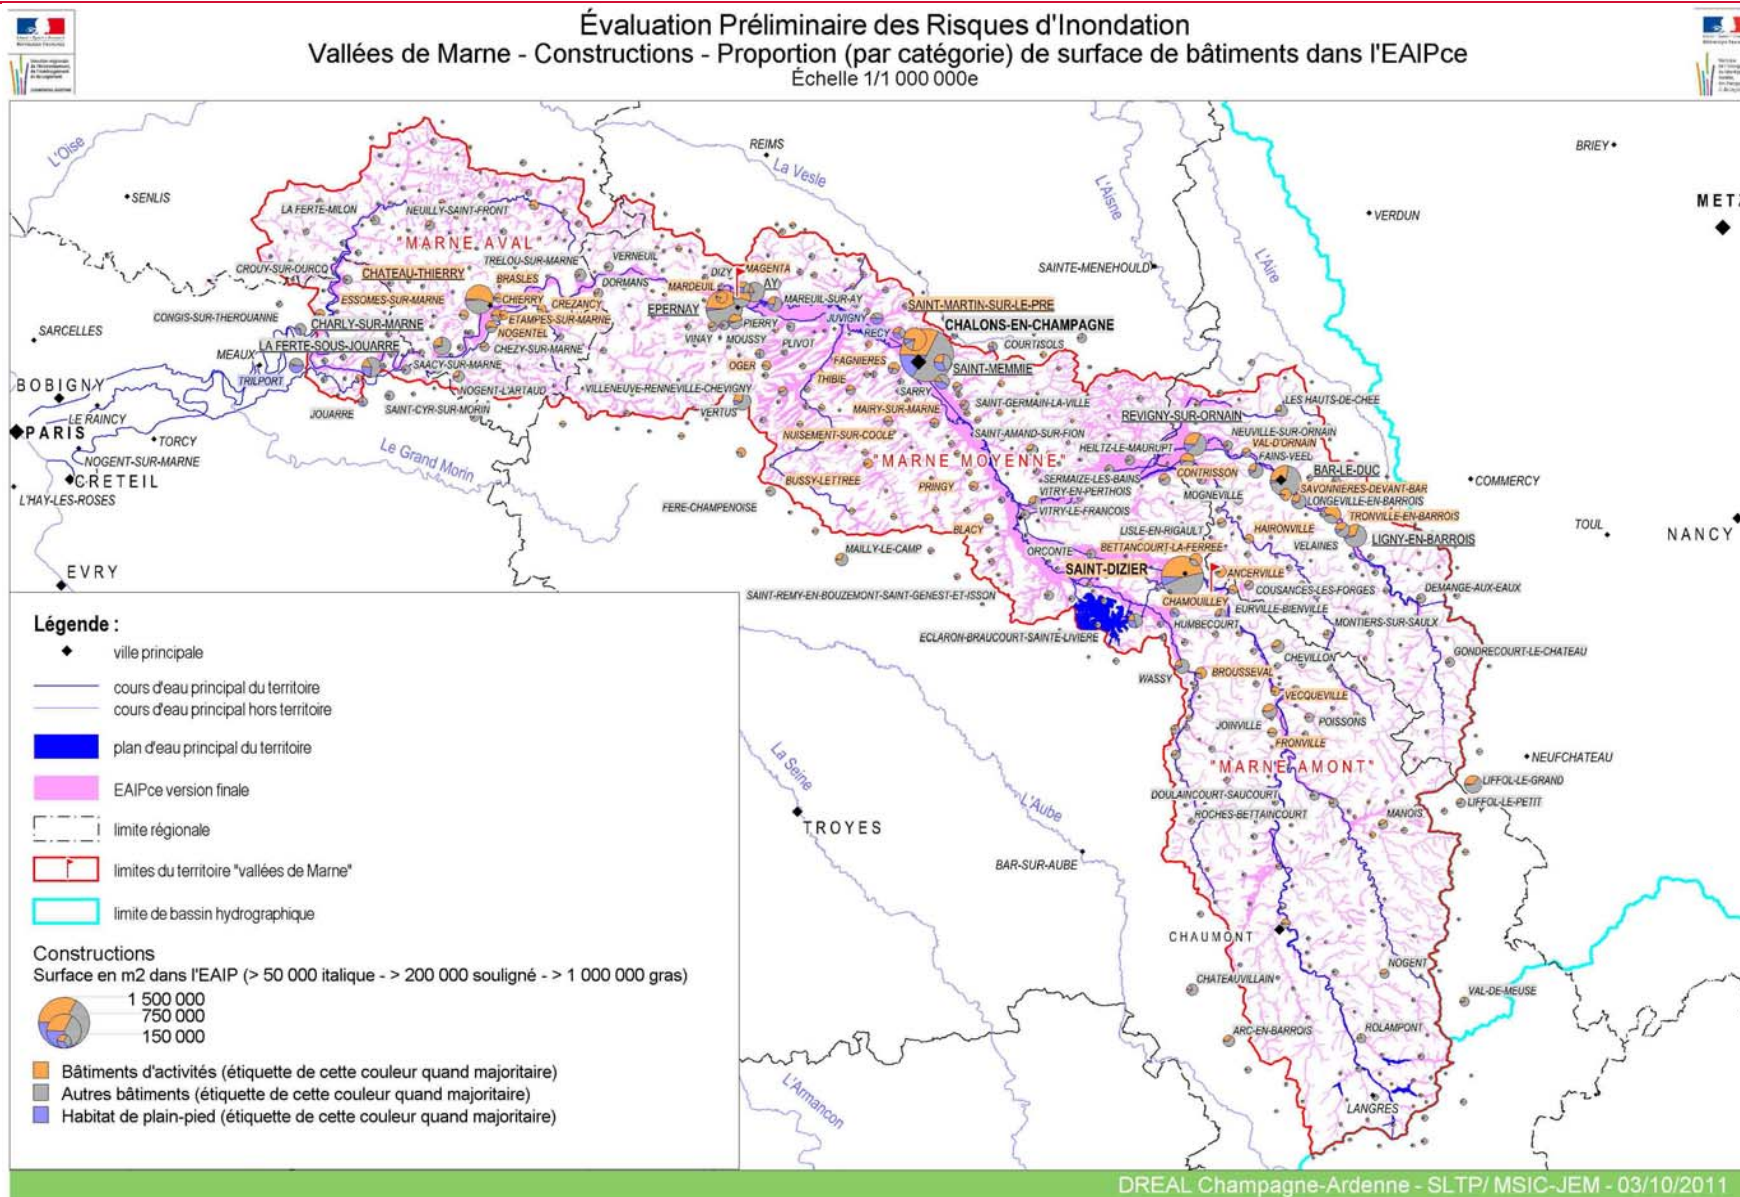 Évaluation Préliminaire des Risques d'Inondation
Vallées de Marne - Constructions - Proportion (par catégorie) de surface de bâtiments dans l'EAIPce
Échelle 1/1 000 000e
L'Oise
SENLIS
REIMS
La Vesle
L'Aisne
L'Aire
BRIEY
VERDUN
METZ
LA FERTE-MILON
NEUILLY-SAINT-FRONT
"MARNE AVAL"
CROUY-SUR-OURCQ
CHATEAU-THIERRY
TRELOU-SUR-MARNE
VERNEUIL
BRASLES
DORMANS
MARDEUIL
DIZY
MAGENTA
AY
SAINTE-MENEHOULD
ESSOMES-SUR-MARNE
CHIERRY
CREZANCY
EPERNAY
MAREUIL-SUR-AY
SAINT-MARTIN-SUR-LE-PRE
CONGIS-SUR-THEROUANNE
CHARLY-SUR-MARNE
ETAMPES-SUR-MARNE
NOGENTEL
PIERRY
JUVIGNY
RECY
CHALONS-EN-CHAMPAGNE
SARCELLES
LA FERTE-SOUS-JOUARRE
CHEZY-SUR-MARNE
VINAY
MOUSSY
PLIVOT
COURTISOLS
MEAUX
SAACY-SUR-MARNE
OGER
FAGNIERES
SAINT-MEMMIE
TRILPORT
NOGENT-L'ARTAUD
VILLENEUVE-RENNEVILLE-CHEVIGNY
THIBIE
SARRY
BOBIGNY
JOUARRE
SAINT-CYR-SUR-MORIN
VERTUS
MAIRY-SUR-MARNE
SAINT-GERMAIN-LA-VILLE
REVIGNY-SUR-ORNAIN
LES HAUTS-DE-CHEE
LE RAINCY
PARIS
TORCY
Le Grand Morin
NUISEMENT-SUR-COOLE
SAINT-AMAND-SUR-FION
HEILTZ-LE-MAURUPT
NEUVILLE-SUR-ORNAIN
VAL-D'ORNAIN
FAINS-VEEL
NOGENT-SUR-MARNE
"MARNE MOYENNE"
CRETEIL
BUSSY-LETTREE
PRINGY
SERMAIZE-LES-BAINS
CONTRISSON
BAR-LE-DUC
COMMERCY
L'HAY-LES-ROSES
VITRY-EN-PERTHOIS
MOGNEVILLE
SAVONNIERES-DEVANT-BAR
LONGEVILLE-EN-BARROIS
FERE-CHAMPENOISE
VITRY-LE-FRANCOIS
TRONVILLE-EN-BARROIS
BLACY
LISLE-EN-RIGAULT
HAIRONVILLE
TOUL
NANCY
MAILLY-LE-CAMP
ORCONTE
BETTANCOURT-LA-FERREE
VELAINES
LIGNY-EN-BARROIS
EVRY
SAINT-DIZIER
ANCERVILLE
SAINT-REMY-EN-BOUZEMONT-SAINT-GENEST-ET-ISSON
CHAMOUILLEY
COUSANCES-LES-FORGES
DEMANGE-AUX-EAUX
EURVILLE-BIENVILLE
ECLARON-BRAUCOURT-SAINTE-LIVIERE
HUMBECOURT
MONTIERS-SUR-SAULX
CHEVILLON
GONDRECOURT-LE-CHATEAU
WASSY
BROUSSEVAL
VECQUEVILLE
JOINVILLE
POISSONS
FRONVILLE
NEUFCHATEAU
"MARNE AMONT"
LIFFOL-LE-GRAND
LIFFOL-LE-PETIT
La Seine
L'Aube
DOULAINCOURT-SAUCOURT
ROCHES-BETTAINCOURT
MANOIS
TROYES
BAR-SUR-AUBE
CHAUMONT
CHATEAUVILLAIN
NOGENT
VAL-DE-MEUSE
ARC-EN-BARROIS
ROLAMPONT
L'Armancon
LANGRES
Légende :
ville principale
cours d'eau principal du territoire
cours d'eau principal hors territoire
plan d'eau principal du territoire
EAIPce version finale
limite régionale
limites du territoire "vallées de Marne"
limite de bassin hydrographique
Constructions
Surface en m2 dans l'EAIP (> 50 000 italique - > 200 000 souligné - > 1 000 000 gras)
1 500 000
750 000
150 000
Bâtiments d'activités (étiquette de cette couleur quand majoritaire)
Autres bâtiments (étiquette de cette couleur quand majoritaire)
Habitat de plain-pied (étiquette de cette couleur quand majoritaire)
DREAL Champagne-Ardenne - SLTP/ MSIC-JEM - 03/10/2011